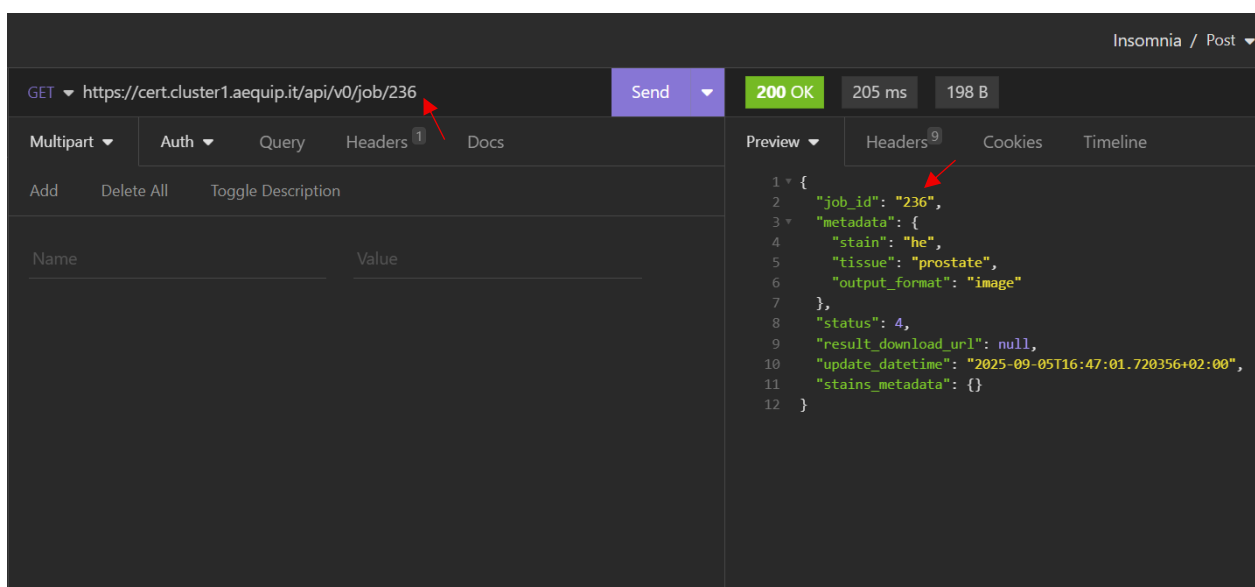 Insomnia / Post
GET https://cert.cluster1.aequip.it/api/v0/job/236 Send
200 OK 205 ms 198 B
Multipart Auth Query Headers 1 Docs
Preview Headers 9 Cookies Timeline
Add Delete All Toggle Description
Name Value
1 {
2 "job_id": "236",
3 "metadata": {
4 "stain": "he",
5 "tissue": "prostate",
6 "output_format": "image"
7 },
8 "status": 4,
9 "result_download_url": null,
10 "update_datetime": "2025-09-05T16:47:01.720356+02:00",
11 "stains_metadata": {}
12 }